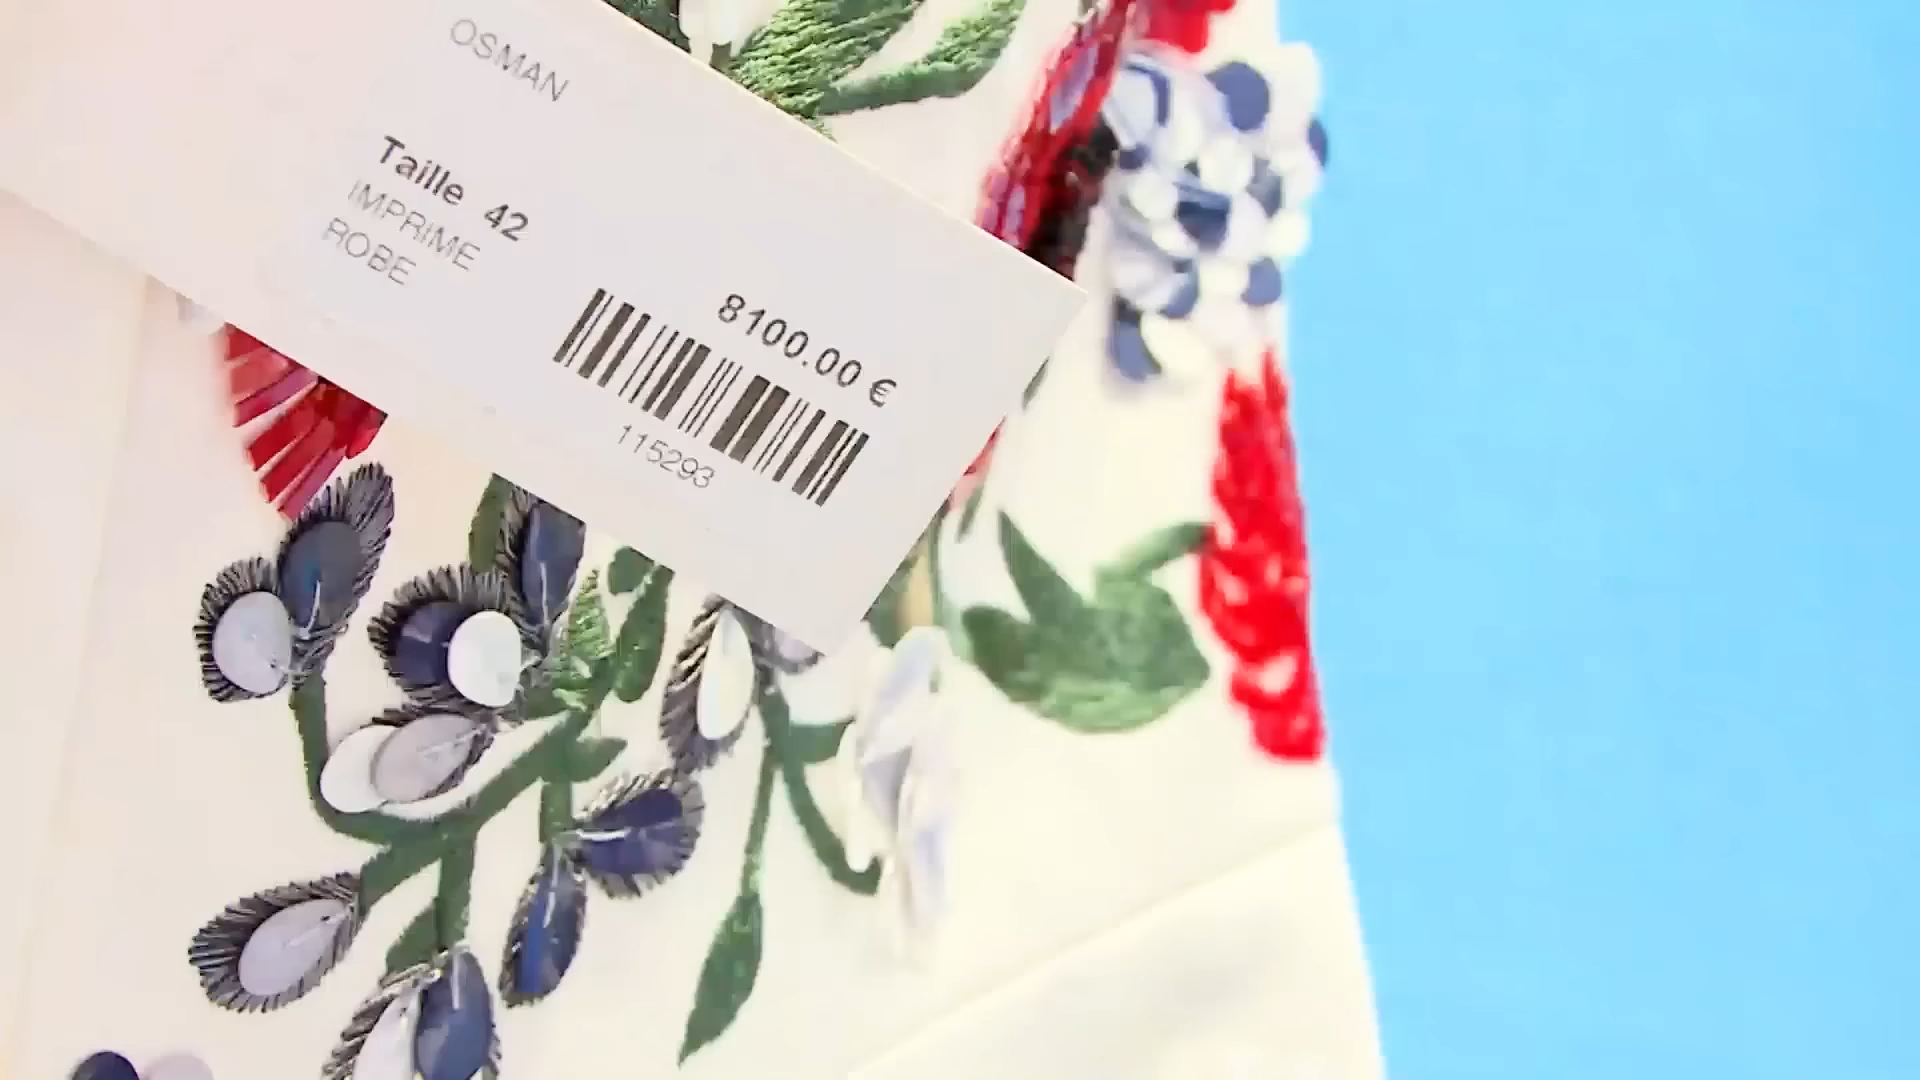 OSMAN
Taille 42
IMPRIME
ROBE
8100.00 €
115293